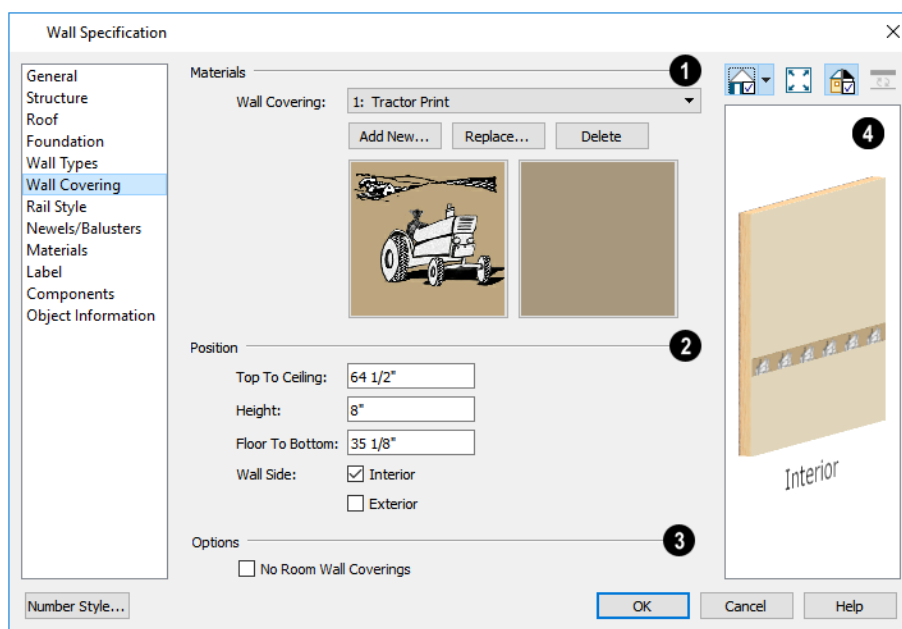 Wall Specification
General
Structure
Roof
Foundation
Wall Types
Wall Covering
Rail Style
Newels/Balusters
Materials
Label
Components
Object Information
Materials
1
Wall Covering:
1: Tractor Print
Add New...
Replace...
Delete
Position
2
Top To Ceiling:
64 1/2"
Height:
8"
Floor To Bottom:
35 1/8"
Wall Side:
Interior
Exterior
Options
3
No Room Wall Coverings
4
Interior
Number Style...
OK
Cancel
Help